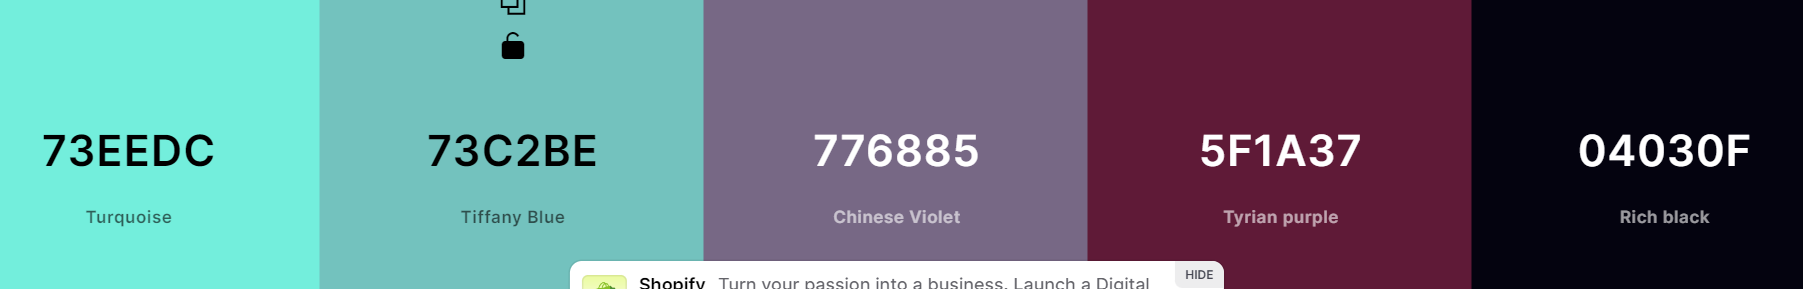 73EEDC
Turquoise
73C2BE
Tiffany Blue
776885
Chinese Violet
5F1A37
Tyrian purple
04030F
Rich black
HIDE
Shopify Turn your passion into a business. Launch a Digital